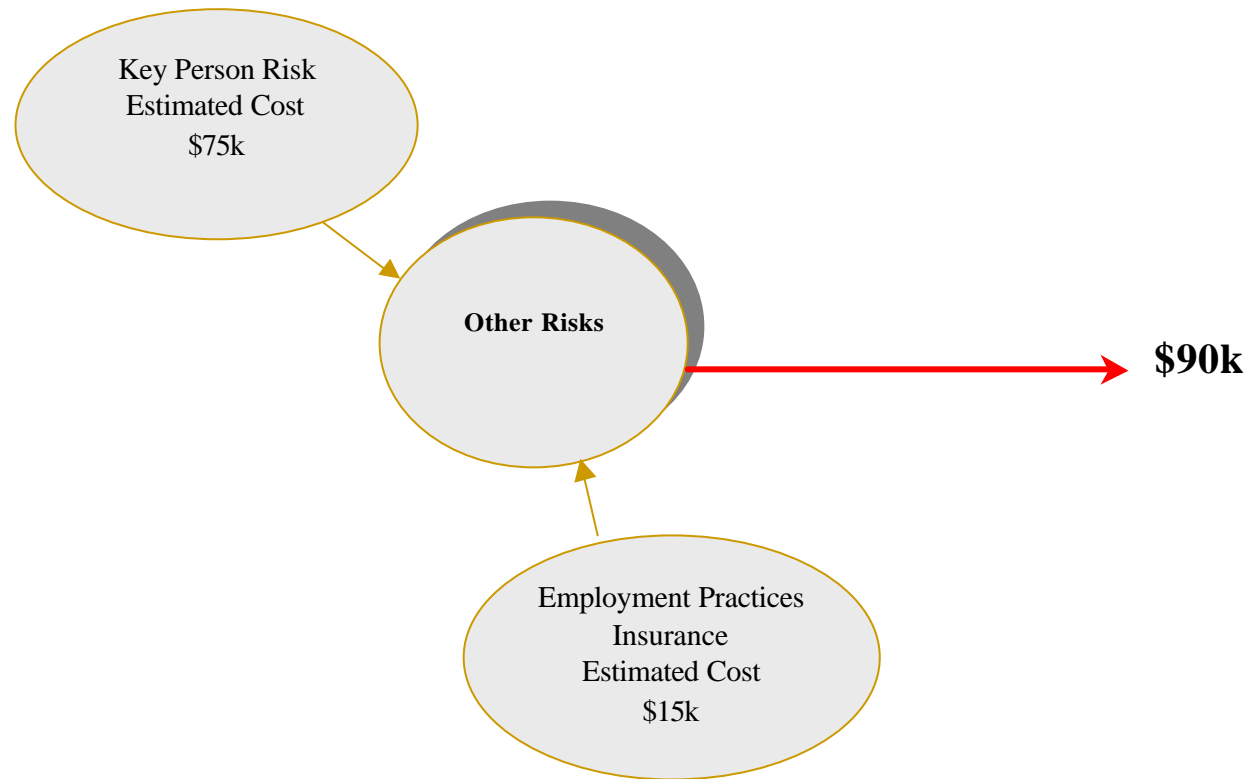 Key Person Risk
Estimated Cost
$75k
Other Risks
$90k
Employment Practices
Insurance
Estimated Cost
$15k